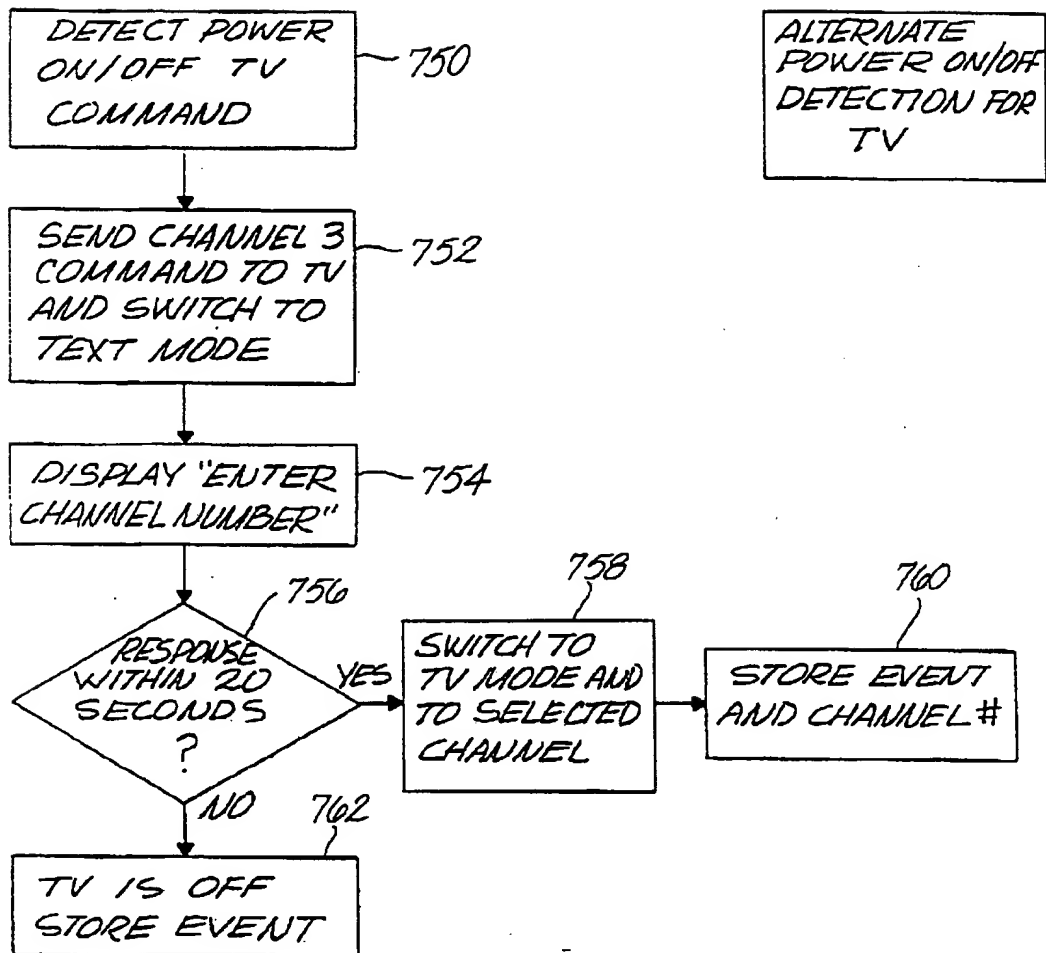 DETECT POWER
ON/OFF TV
COMMAND
750
ALTERNATE
POWER ON/OFF
DETECTION FOR
TV
SEND CHANNEL 3
COMMAND TO TV
AND SWITCH TO
TEXT MODE
752
DISPLAY "ENTER
CHANNEL NUMBER"
754
RESPONSE
WITHIN 20
SECONDS
?
756
YES
NO
SWITCH TO
TV MODE AND
TO SELECTED
CHANNEL
758
STORE EVENT
AND CHANNEL #
760
TV IS OFF
STORE EVENT
762